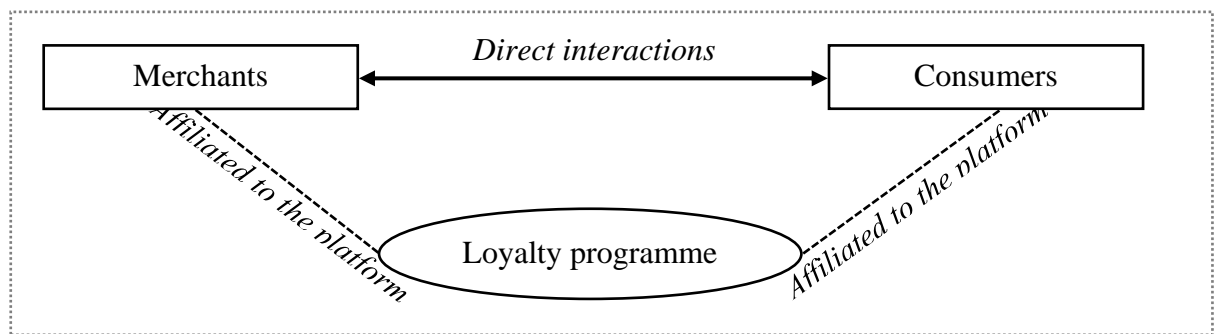 Direct interactions
Merchants
Consumers
Affiliated to the platform
Affiliated to the platform
Loyalty programme